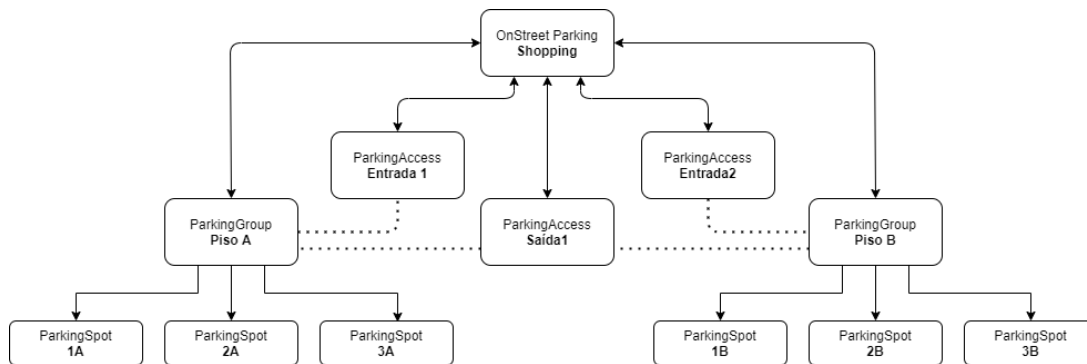 OnStreet Parking
Shopping
ParkingAccess
Entrada 1
ParkingAccess
Entrada2
ParkingGroup
Piso A
ParkingAccess
Saída1
ParkingGroup
Piso B
ParkingSpot
1A
ParkingSpot
2A
ParkingSpot
3A
ParkingSpot
1B
ParkingSpot
2B
ParkingSpot
3B